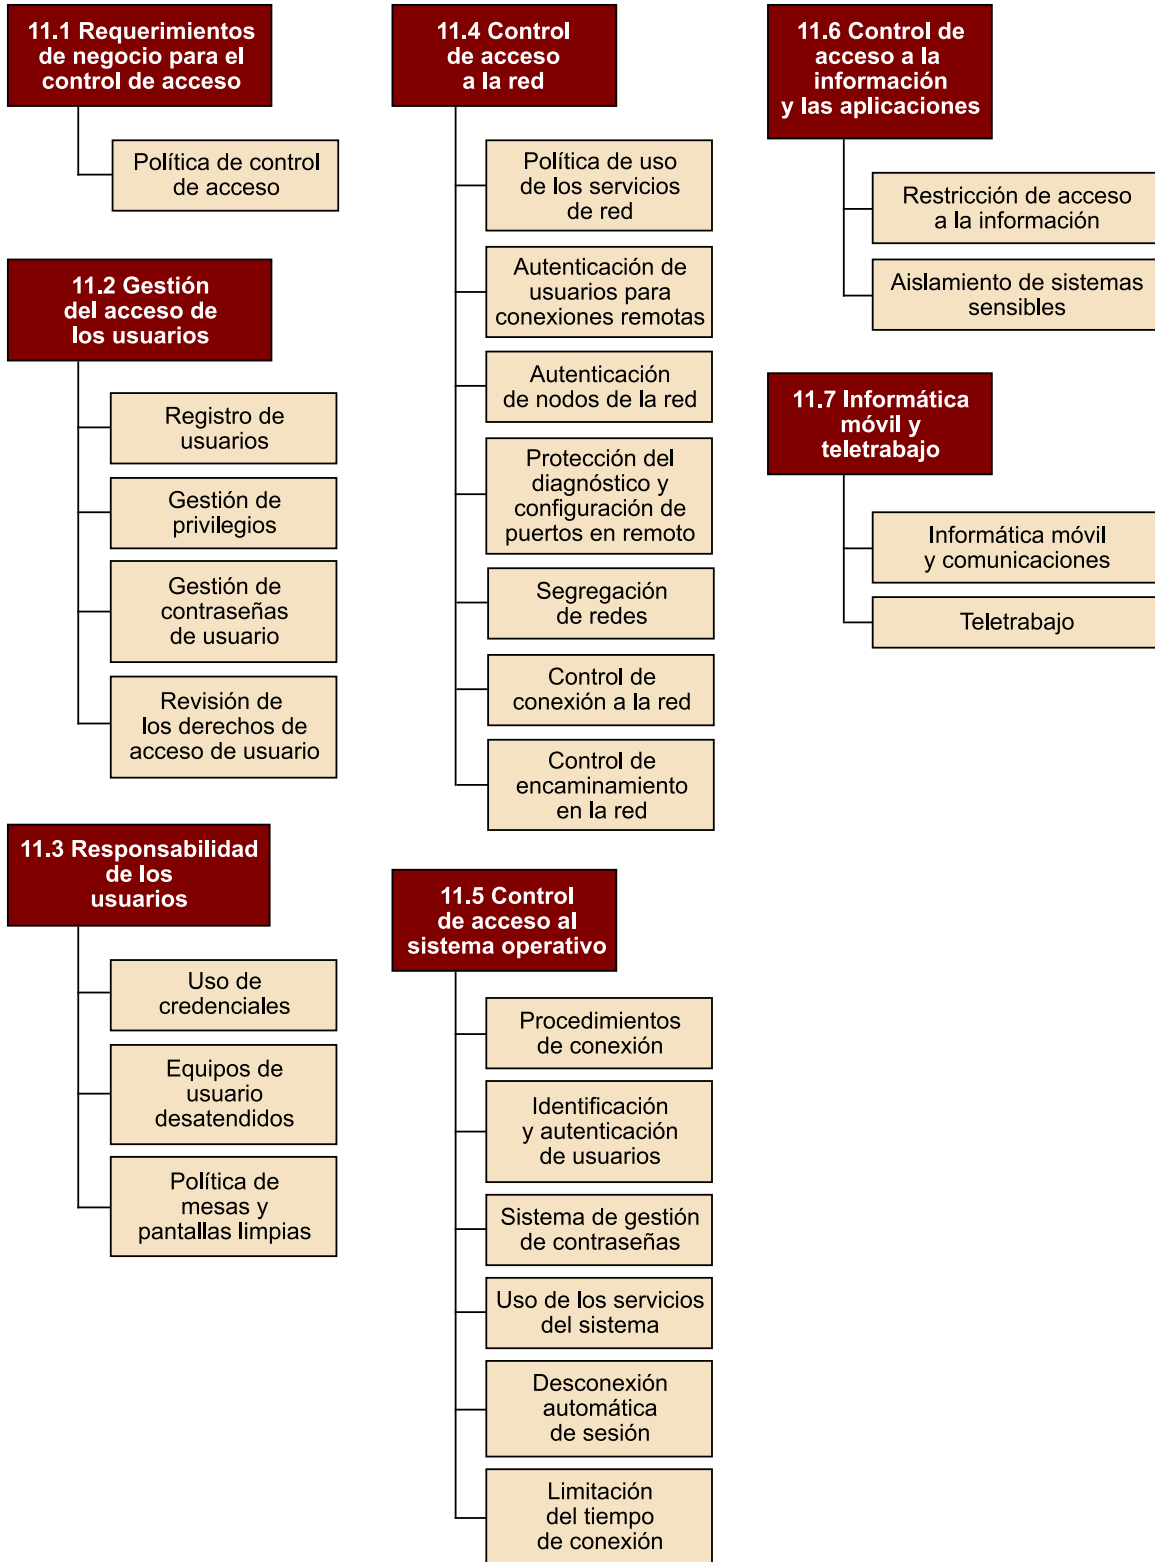 11.1 Requerimientos
de negocio para el
control de acceso
Política de control
de acceso
11.2 Gestión
del acceso de
los usuarios
Registro de
usuarios
Gestión de
privilegios
Gestión de
contraseñas
de usuario
Revisión de
los derechos de
acceso de usuario
11.3 Responsabilidad
de los
usuarios
Uso de
credenciales
Equipos de
usuario
desatendidos
Política de
mesas y
pantallas limpias
11.4 Control
de acceso
a la red
Política de uso
de los servicios
de red
Autenticación de
usuarios para
conexiones remotas
Autenticación
de nodos de la red
Protección del
diagnóstico y
configuración de
puertos en remoto
Segregación
de redes
Control de
conexión a la red
Control de
encaminamiento
en la red
11.5 Control
de acceso al
sistema operativo
Procedimientos
de conexión
Identificación
y autenticación
de usuarios
Sistema de gestión
de contraseñas
Uso de los servicios
del sistema
Desconexión
automática
de sesión
Limitación
del tiempo
de conexión
11.6 Control de
acceso a la
información
y las aplicaciones
Restricción de acceso
a la información
Aislamiento de sistemas
sensibles
11.7 Informática
móvil y
teletrabajo
Informática móvil
y comunicaciones
Teletrabajo